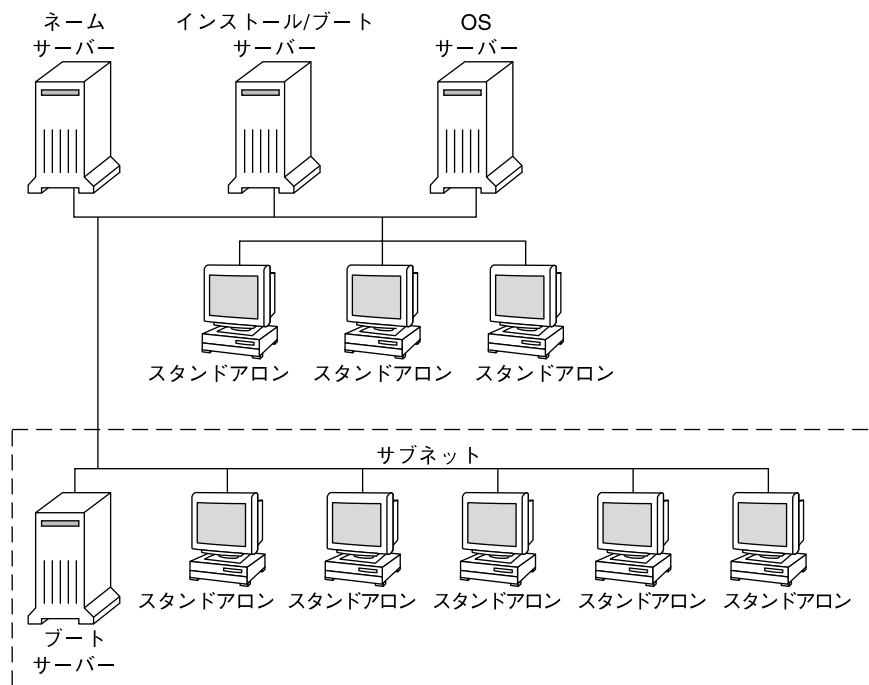 ネーム
サーバー
インストール/ブート
サーバー
OS
サーバー
スタンドアロン
スタンドアロン
スタンドアロン
サブネット
スタンドアロン
スタンドアロン
スタンドアロン
スタンドアロン
スタンドアロン
ブート
サーバー